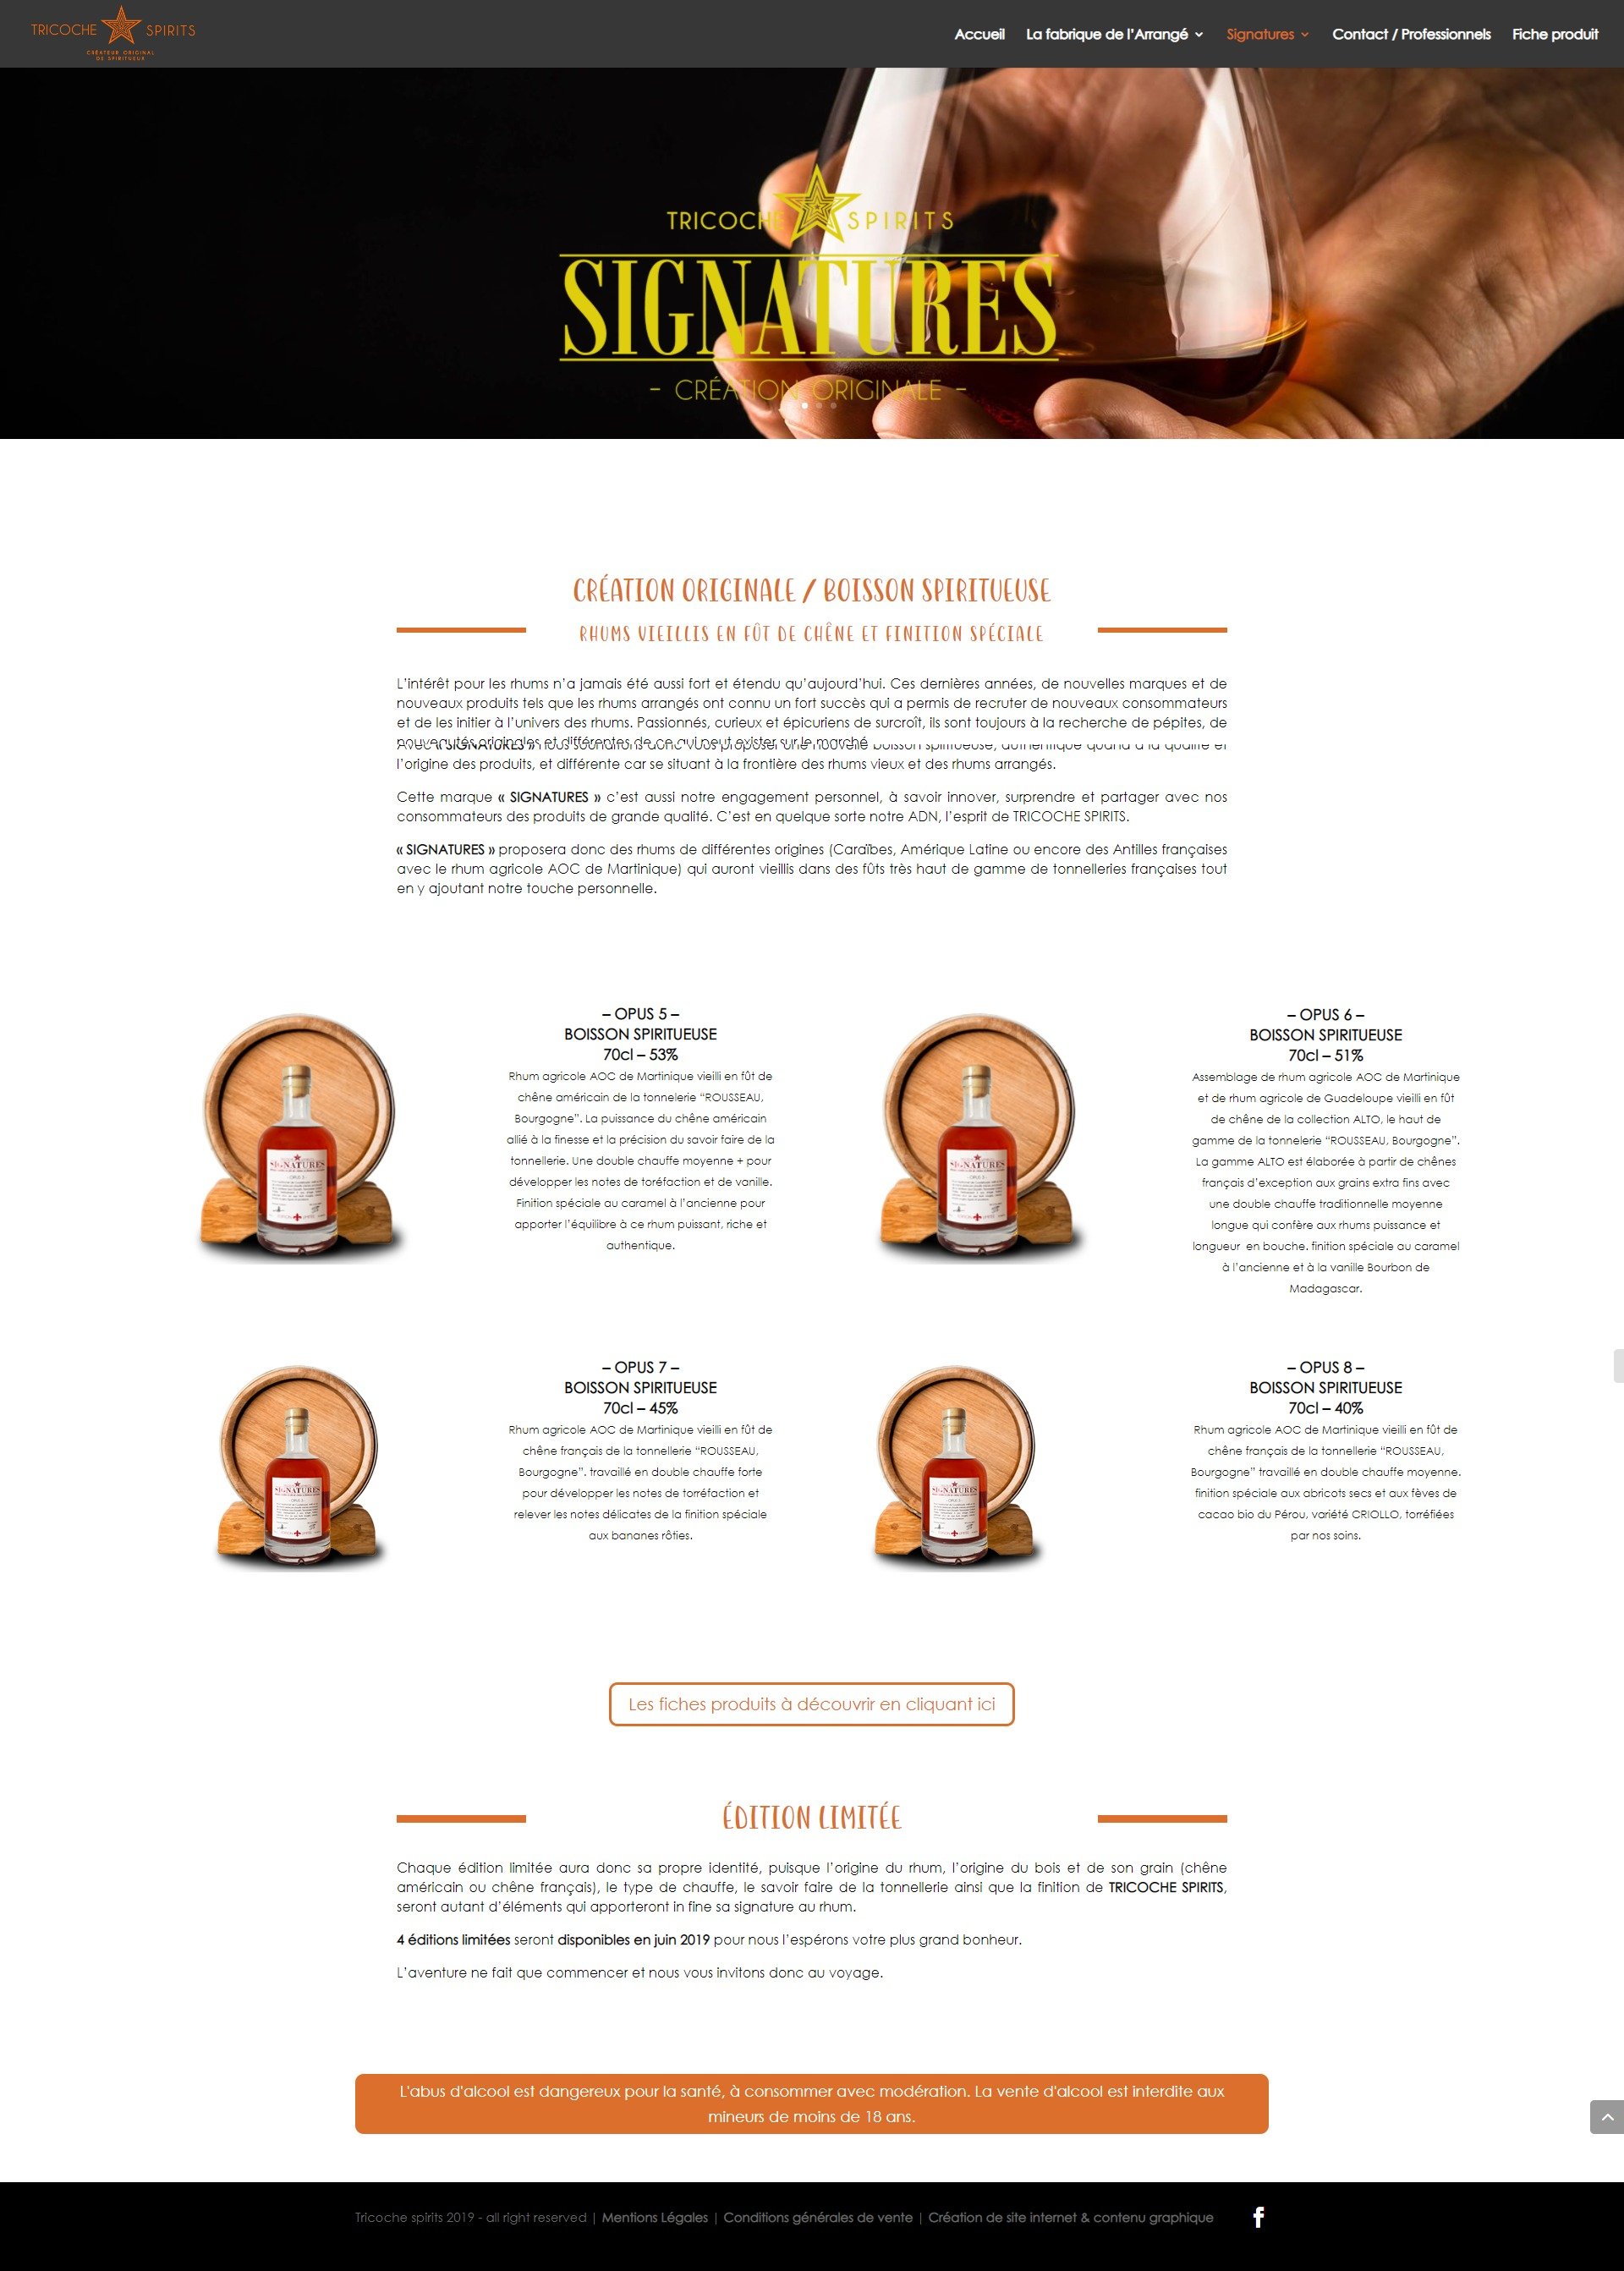 TRICOCHE SPIRITS
CRÉATEUR ORIGINAL
DE SPIRITUEUX
Accueil
La fabrique de l’Arrangé
Signatures
Contact / Professionnels
Fiche produit
TRICOCHE SPIRITS
SIGNATURES
- CRÉATION ORIGINALE -
CRÉATION ORIGINALE / BOISSON SPIRITUEUSE
RHUMS VIEILLIS EN FÛT DE CHÊNE ET FINITION SPÉCIALE
L’intérêt pour les rhums n’a jamais été aussi fort et étendu qu’aujourd’hui. Ces dernières années, de nouvelles marques et de
nouveaux produits tels que les rhums arrangés ont connu un fort succès qui a permis de recruter de nouveaux consommateurs
et de les initier à l’univers des rhums. Passionnés, curieux et épicuriens de surcroît, ils sont toujours à la recherche de pépites, de
nouveautés originales et différentes de ce qui peut exister sur le marché
Avec « SIGNATURES » nous souhaitons donc vous proposer une nouvelle boisson spiritueuse, authentique quand à la qualité et
l’origine des produits, et différente car se situant à la frontière des rhums vieux et des rhums arrangés.
Cette marque « SIGNATURES » c’est aussi notre engagement personnel, à savoir innover, surprendre et partager avec nos
consommateurs des produits de grande qualité. C’est en quelque sorte notre ADN, l’esprit de TRICOCHE SPIRITS.
« SIGNATURES » proposera donc des rhums de différentes origines (Caraïbes, Amérique Latine ou encore des Antilles françaises
avec le rhum agricole AOC de Martinique) qui auront vieillis dans des fûts très haut de gamme de tonnelleries françaises tout
en y ajoutant notre touche personnelle.
– OPUS 5 –
BOISSON SPIRITUEUSE
70cl – 53%
Rhum agricole AOC de Martinique vieilli en fût de
chêne américain de la tonnelerie “ROUSSEAU,
Bourgogne”. La puissance du chêne américain
allié à la finesse et la précision du savoir faire de la
tonnellerie. Une double chauffe moyenne + pour
développer les notes de toréfaction et de vanille.
Finition spéciale au caramel à l’ancienne pour
apporter l’équilibre à ce rhum puissant, riche et
authentique.
SIGNATURES
– OPUS 6 –
BOISSON SPIRITUEUSE
70cl – 51%
Assemblage de rhum agricole AOC de Martinique
et de rhum agricole de Guadeloupe vieilli en fût
de chêne de la collection ALTO, le haut de
gamme de la tonnelerie “ROUSSEAU, Bourgogne”.
La gamme ALTO est élaborée à partir de chênes
français d’exception aux grains extra fins avec
une double chauffe traditionnelle moyenne
longue qui confère aux rhums puissance et
longueur en bouche. finition spéciale au caramel
à l’ancienne et à la vanille Bourbon de
Madagascar.
SIGNATURES
– OPUS 7 –
BOISSON SPIRITUEUSE
70cl – 45%
Rhum agricole AOC de Martinique vieilli en fût de
chêne français de la tonnellerie “ROUSSEAU,
Bourgogne”. travaillé en double chauffe forte
pour développer les notes de torréfaction et
relever les notes délicates de la finition spéciale
aux bananes rôties.
SIGNATURES
– OPUS 8 –
BOISSON SPIRITUEUSE
70cl – 40%
Rhum agricole AOC de Martinique vieilli en fût de
chêne français de la tonnellerie “ROUSSEAU,
Bourgogne” travaillé en double chauffe moyenne.
finition spéciale aux abricots secs et aux fèves de
cacao bio du Pérou, variété CRIOLLO, torréfiées
par nos soins.
SIGNATURES
Les fiches produits à découvrir en cliquant ici
ÉDITION LIMITÉE
Chaque édition limitée aura donc sa propre identité, puisque l’origine du rhum, l’origine du bois et de son grain (chêne
américain ou chêne français), le type de chauffe, le savoir faire de la tonnellerie ainsi que la finition de TRICOCHE SPIRITS,
seront autant d’éléments qui apporteront in fine sa signature au rhum.
4 éditions limitées seront disponibles en juin 2019 pour nous l’espérons votre plus grand bonheur.
L’aventure ne fait que commencer et nous vous invitons donc au voyage.
L'abus d'alcool est dangereux pour la santé, à consommer avec modération. La vente d'alcool est interdite aux
mineurs de moins de 18 ans.
Tricoche spirits 2019 - all right reserved | Mentions Légales | Conditions générales de vente | Création de site internet & contenu graphique